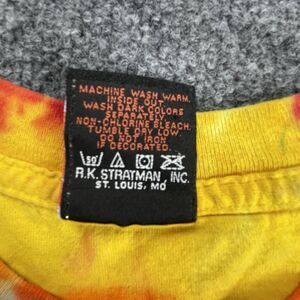 MACHINE WASH WARM,
INSIDE OUT.
WASH DARK COLORS
SEPARATELY.
NON-CHLORINE BLEACH.
TUMBLE DRY LOW.
DO NOT IRON
IF DECORATED.
50
R.K. STRATMAN, INC.
ST. LOUIS, MO